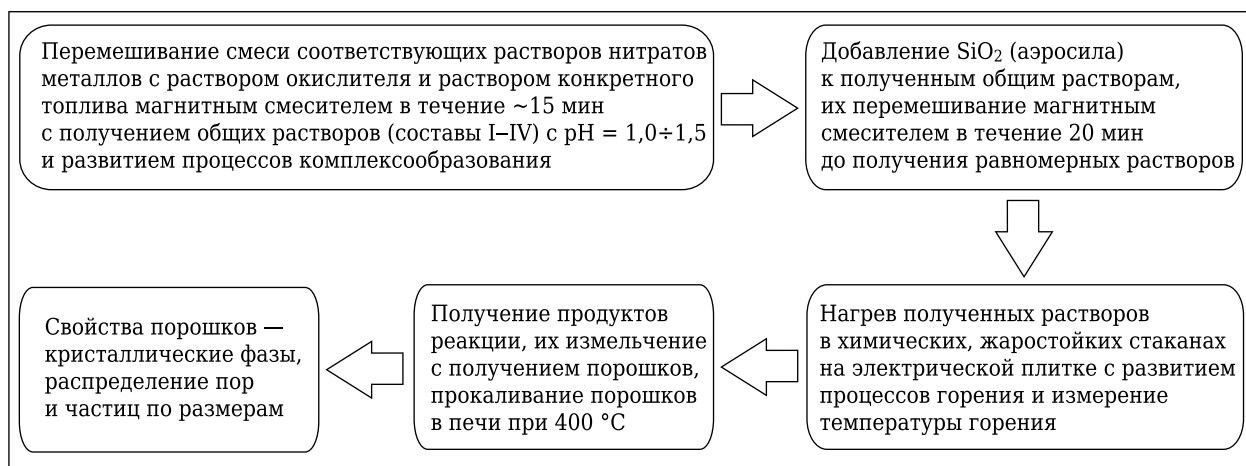 Перемешивание смеси соответствующих растворов нитратов
металлов с раствором окислителя и раствором конкретного
топлива магнитным смесителем в течение ~15 мин
с получением общих растворов (составы I–IV) с pH = 1,0÷1,5
и развитием процессов комплексообразования
Добавление SiO₂ (аэросила)
к полученным общим растворам,
их перемешивание магнитным
смесителем в течение 20 мин
до получения равномерных растворов
Нагрев полученных растворов
в химических, жаростойких стаканах
на электрической плитке с развитием
процессов горения и измерение
температуры горения
Получение продуктов
реакции, их измельчение
с получением порошков,
прокаливание порошков
в печи при 400 °C
Свойства порошков —
кристаллические фазы,
распределение пор
и частиц по размерам